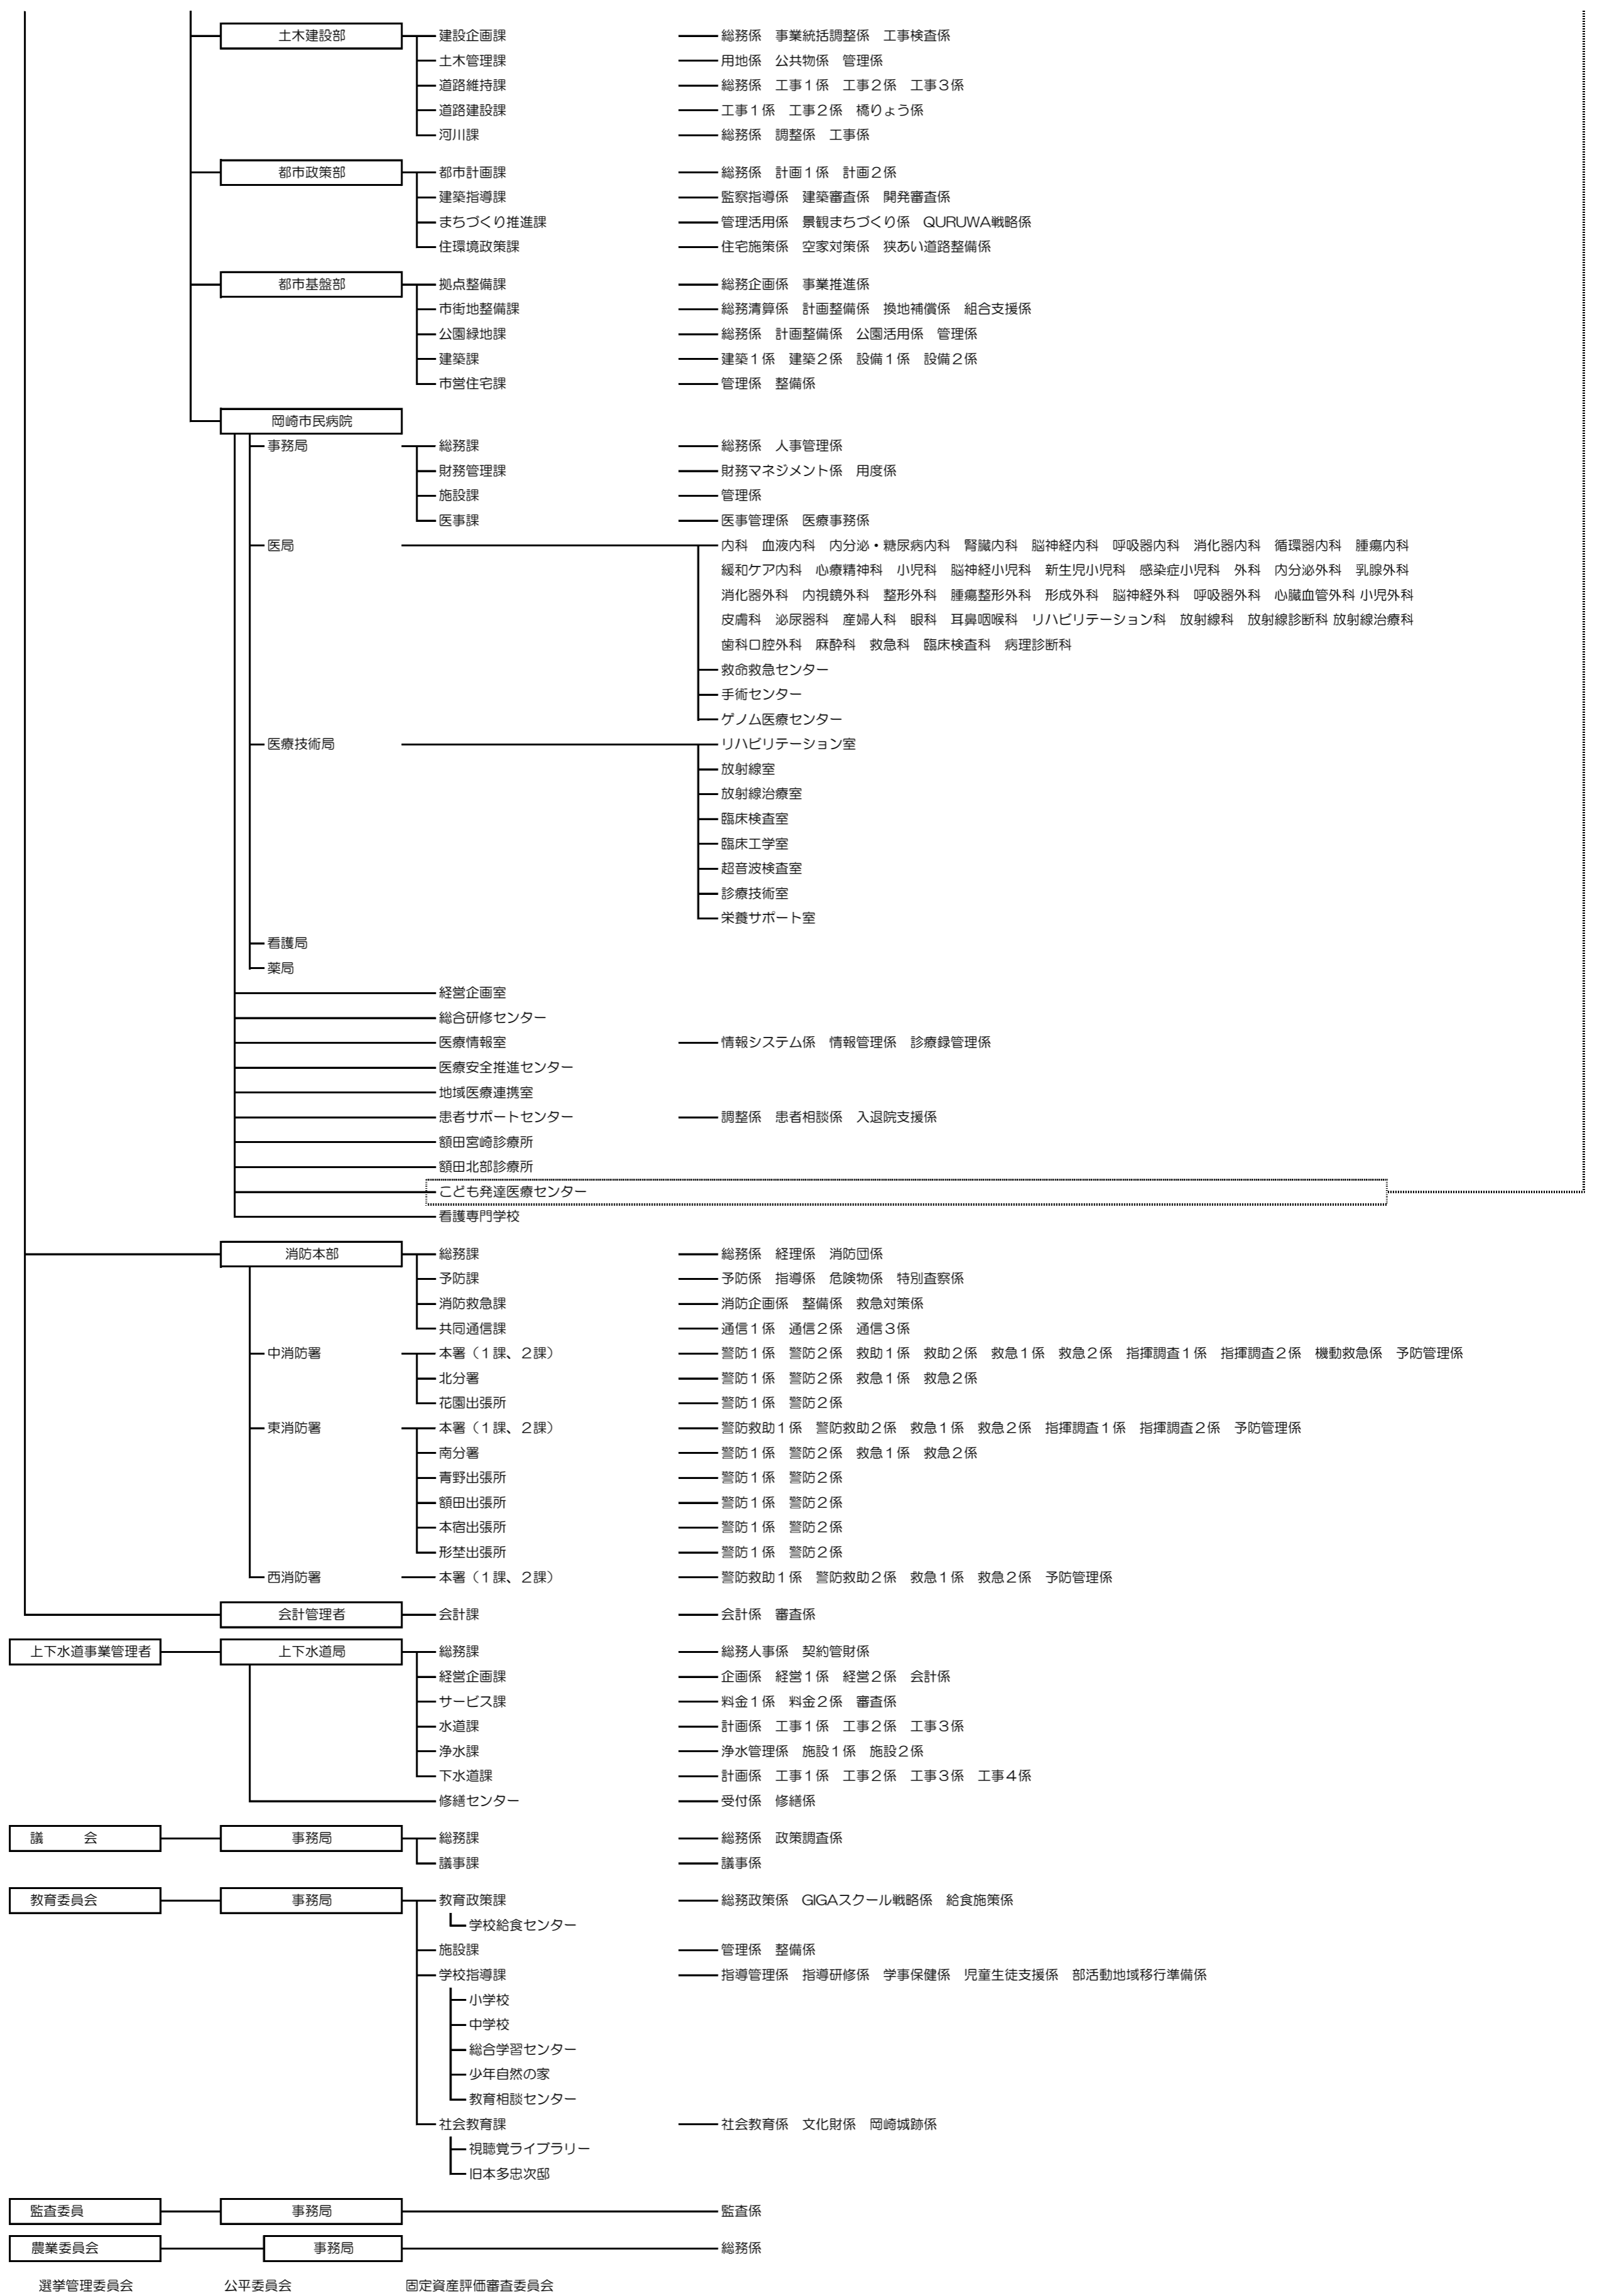 土木建設部　建設企画課　総務係　事業統括調整係　工事検査係
土木管理課　用地係　公共物係　管理係
道路維持課　総務係　工事１係　工事２係　工事３係
道路建設課　工事１係　工事２係　橋りょう係
河川課　総務係　調整係　工事係
都市政策部　都市計画課　総務係　計画１係　計画２係
建築指導課　監察指導係　建築審査係　開発審査係
まちづくり推進課　管理活用係　景観まちづくり係　QURUWA戦略係
住環境政策課　住宅施策係　空家対策係　狭あい道路整備係
都市基盤部　拠点整備課　総務企画係　事業推進係
市街地整備課　総務清算係　計画整備係　換地補償係　組合支援係
公園緑地課　総務係　計画整備係　公園活用係　管理係
建築課　建築１係　建築２係　設備１係　設備２係
市営住宅課　管理係　整備係
岡崎市民病院
事務局　総務課　総務係　人事管理係
財務管理課　財務マネジメント係　用度係
施設課　管理係
医事課　医事管理係　医療事務係
医局　内科　血液内科　内分泌・糖尿病内科　腎臓内科　脳神経内科　呼吸器内科　消化器内科　循環器内科　腫瘍内科
緩和ケア内科　心療精神科　小児科　脳神経小児科　新生児小児科　感染症小児科　外科　内分泌外科　乳腺外科
消化器外科　内視鏡外科　整形外科　腫瘍整形外科　形成外科　脳神経外科　呼吸器外科　心臓血管外科 小児外科
皮膚科　泌尿器科　産婦人科　眼科　耳鼻咽喉科　リハビリテーション科　放射線科　放射線診断科 放射線治療科
歯科口腔外科　麻酔科　救急科　臨床検査科　病理診断科
救命救急センター
手術センター
ゲノム医療センター
医療技術局　リハビリテーション室
放射線室
放射線治療室
臨床検査室
臨床工学室
超音波検査室
診療技術室
栄養サポート室
看護局
薬局
経営企画室
総合研修センター
医療情報室　情報システム係　情報管理係　診療録管理係
医療安全推進センター
地域医療連携室
患者サポートセンター　調整係　患者相談係　入退院支援係
額田宮崎診療所
額田北部診療所
こども発達医療センター
看護専門学校
消防本部　総務課　総務係　経理係　消防団係
予防課　予防係　指導係　危険物係　特別査察係
消防救急課　消防企画係　整備係　救急対策係
共同通信課　通信１係　通信２係　通信３係
中消防署　本署（１課、２課）　警防１係　警防２係　救助１係　救助２係　救急１係　救急２係　指揮調査１係　指揮調査２係　機動救急係　予防管理係
北分署　警防１係　警防２係　救急１係　救急２係
花園出張所　警防１係　警防２係
東消防署　本署（１課、２課）　警防救助１係　警防救助２係　救急１係　救急２係　指揮調査１係　指揮調査２係　予防管理係
南分署　警防１係　警防２係　救急１係　救急２係
青野出張所　警防１係　警防２係
額田出張所　警防１係　警防２係
本宿出張所　警防１係　警防２係
形埜出張所　警防１係　警防２係
西消防署　本署（１課、２課）　警防救助１係　警防救助２係　救急１係　救急２係　予防管理係
会計管理者　会計課　会計係　審査係
上下水道事業管理者　上下水道局　総務課　総務人事係　契約管財係
経営企画課　企画係　経営１係　経営２係　会計係
サービス課　料金１係　料金２係　審査係
水道課　計画係　工事１係　工事２係　工事３係
浄水課　浄水管理係　施設１係　施設２係
下水道課　計画係　工事１係　工事２係　工事３係　工事４係
修繕センター　受付係　修繕係
議　　　会　事務局　総務課　総務係　政策調査係
議事課　議事係
教育委員会　事務局　教育政策課　総務政策係　GIGAスクール戦略係　給食施策係
学校給食センター
施設課　管理係　整備係
学校指導課　指導管理係　指導研修係　学事保健係　児童生徒支援係　部活動地域移行準備係
小学校
中学校
総合学習センター
少年自然の家
教育相談センター
社会教育課　社会教育係　文化財係　岡崎城跡係
視聴覚ライブラリー
旧本多忠次邸
監査委員　事務局　監査係
農業委員会　事務局　総務係
選挙管理委員会　公平委員会　固定資産評価審査委員会